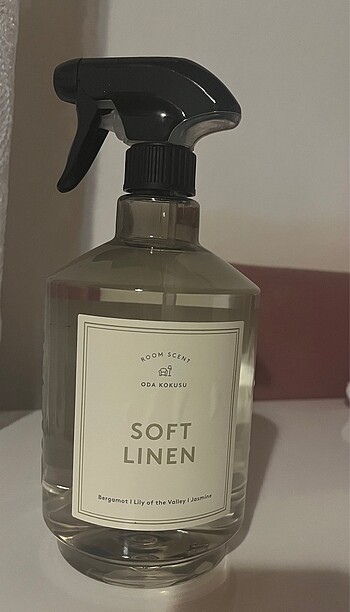 ROOM SCENT
ODA KOKUSU
SOFT
LINEN
Bergamot I Lily of the Valley I Jasmine